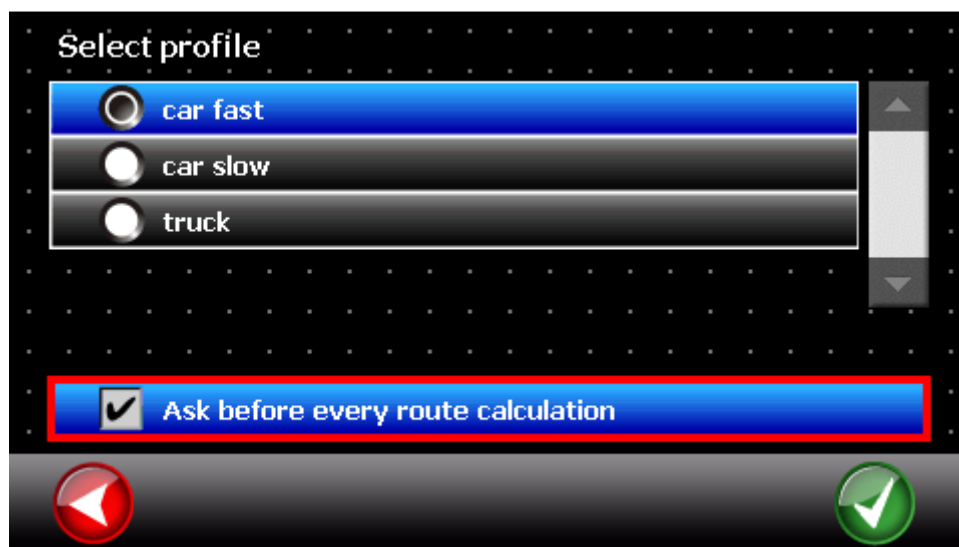 Select profile
car fast
car slow
truck
Ask before every route calculation